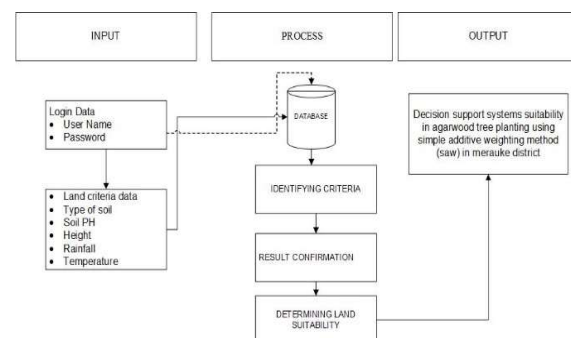 INPUT
PROCESS
OUTPUT
Login Data
• User Name
• Password
• Land criteria data
• Type of soil
• Soil PH
• Height
• Rainfall
• Temperature
DATABASE
IDENTIFYING CRITERIA
RESULT CONFIRMATION
DETERMINING LAND
SUITABILITY
Decision support systems suitability
in agarwood tree planting using
simple additive weighting method
(saw) in merauke district